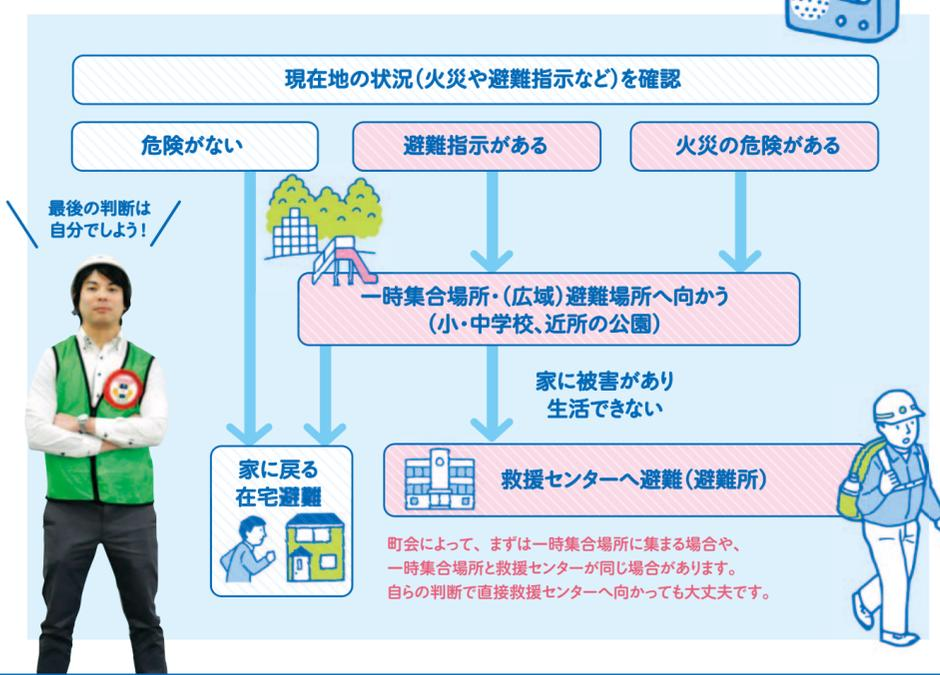 現在地の状況(火災や避難指示など)を確認
危険がない
避難指示がある
火災の危険がある
最後の判断は
自分でしよう!
一時集合場所・(広域)避難場所へ向かう
(小・中学校、近所の公園)
家に被害があり
生活できない
家に戻る
在宅避難
救援センターへ避難(避難所)
町会によって、まずは一時集合場所に集まる場合や、
一時集合場所と救援センターが同じ場合があります。
自らの判断で直接救援センターへ向かっても大丈夫です。